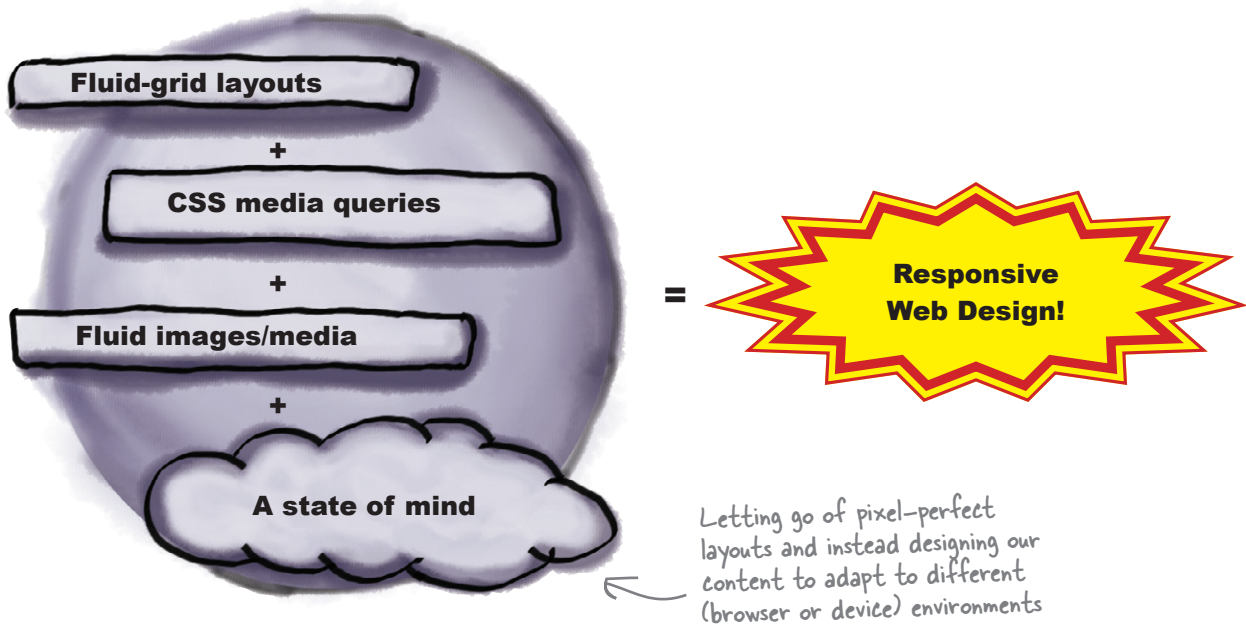 Fluid-grid layouts
+
CSS media queries
+
Fluid images/media
+
A state of mind
=
Responsive
Web Design!
Letting go of pixel-perfect
layouts and instead designing our
content to adapt to different
(browser or device) environments